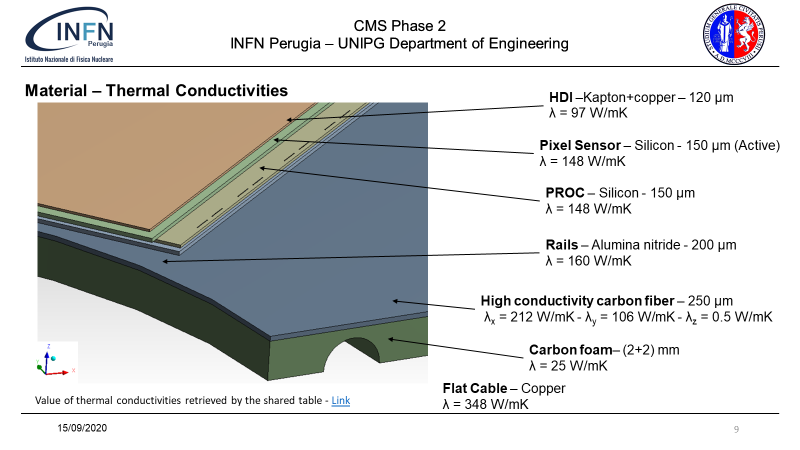 INFN
Perugia
Istituto Nazionale di Fisica Nucleare
CMS Phase 2
INFN Perugia – UNIPG Department of Engineering
Material – Thermal Conductivities
HDI –Kapton+copper – 120 µm
λ = 97 W/mK
Pixel Sensor – Silicon - 150 µm (Active)
λ = 148 W/mK
PROC – Silicon - 150 µm
λ = 148 W/mK
Rails – Alumina nitride - 200 µm
λ = 160 W/mK
High conductivity carbon fiber – 250 µm
λx = 212 W/mK - λy = 106 W/mK - λz = 0.5 W/mK
Carbon foam– (2+2) mm
λ = 25 W/mK
Flat Cable – Copper
λ = 348 W/mK
Z
Y
X
Value of thermal conductivities retrieved by the shared table - Link
15/09/2020
9